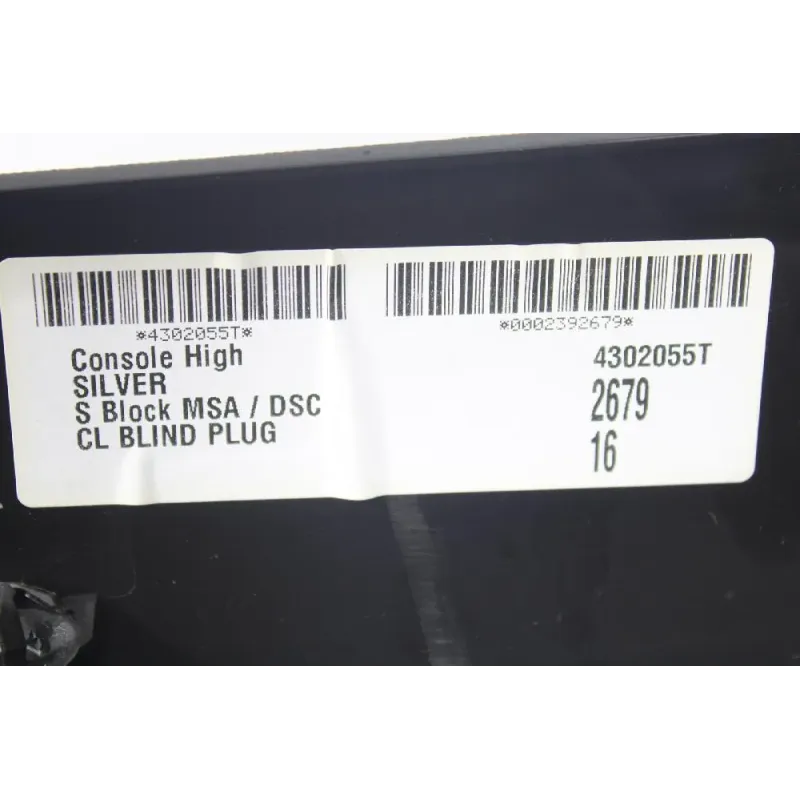 *4302055T* *0002392679*
Console High 4302055T
SILVER
S Block MSA / DSC 2679
CL BLIND PLUG 16